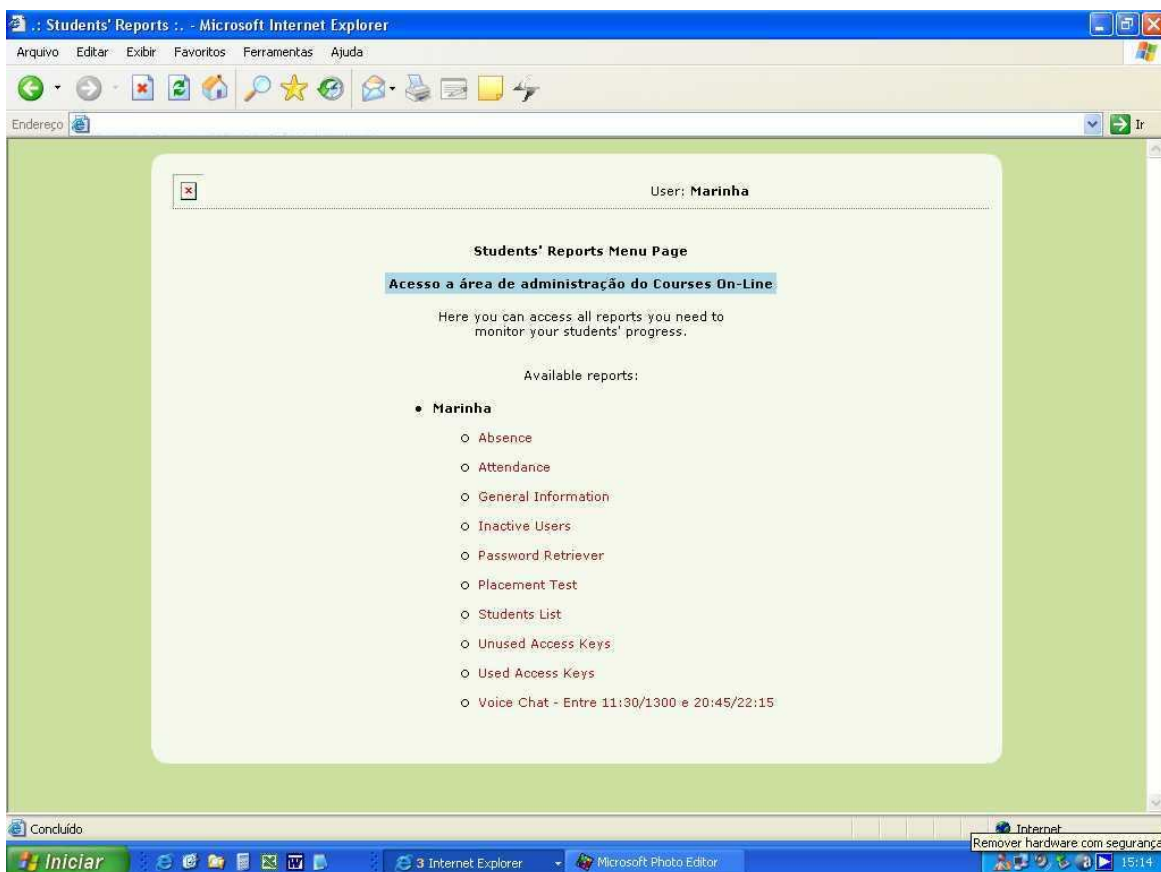 .: Students' Reports :. - Microsoft Internet Explorer
Arquivo Editar Exibir Favoritos Ferramentas Ajuda
Endereço Ir
User: Marinha
Students' Reports Menu Page
Acesso a área de administração do Courses On-Line
Here you can access all reports you need to
monitor your students' progress.
Available reports:
Marinha
Absence
Attendance
General Information
Inactive Users
Password Retriever
Placement Test
Students List
Unused Access Keys
Used Access Keys
Voice Chat - Entre 11:30/1300 e 20:45/22:15
Concluído Internet
Remover hardware com segurança
Iniciar 3 Internet Explorer Microsoft Photo Editor 15:14